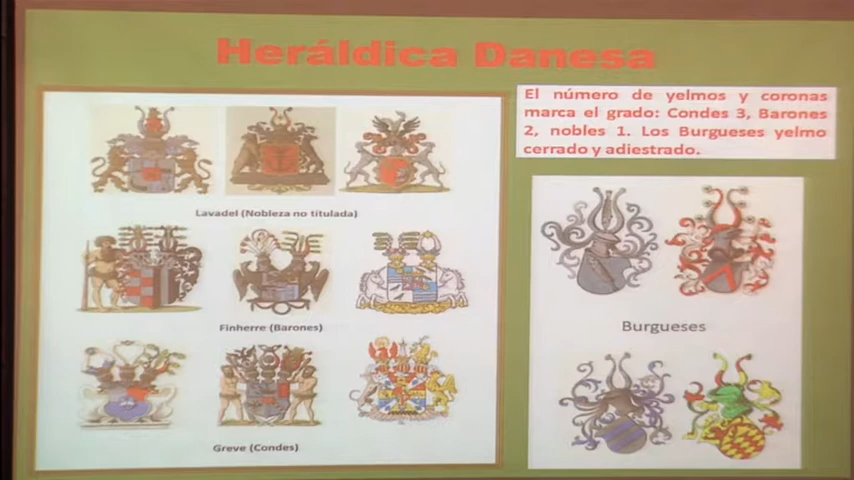 Heráldica Danesa
El número de yelmos y coronas
marca el grado: Condes 3, Barones
2, nobles 1. Los Burgueses yelmo
cerrado y adiestrado.
Lavadel (Nobleza no titulada)
Finherre (Barones)
Greve (Condes)
Burgueses